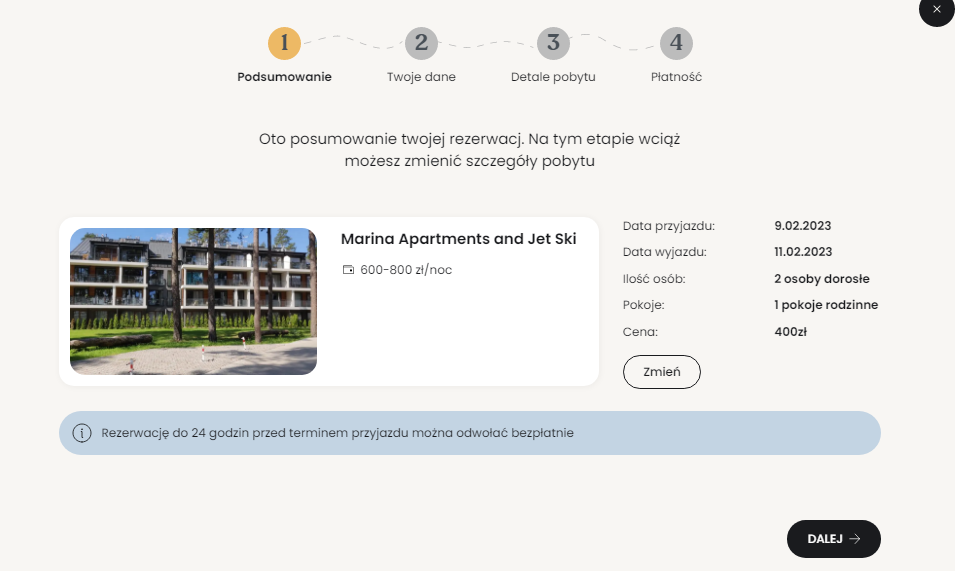 1
2
3
4
Podsumowanie
Twoje dane
Detale pobytu
Płatność
Oto posumowanie twojej rezerwacj. Na tym etapie wciąż
możesz zmienić szczegóły pobytu
Marina Apartments and Jet Ski
600-800 zł/noc
Data przyjazdu: 9.02.2023
Data wyjazdu: 11.02.2023
Ilość osób: 2 osoby dorosłe
Pokoje: 1 pokoje rodzinne
Cena: 400zł
Zmień
Rezerwację do 24 godzin przed terminem przyjazdu można odwołać bezpłatnie
DALEJ →